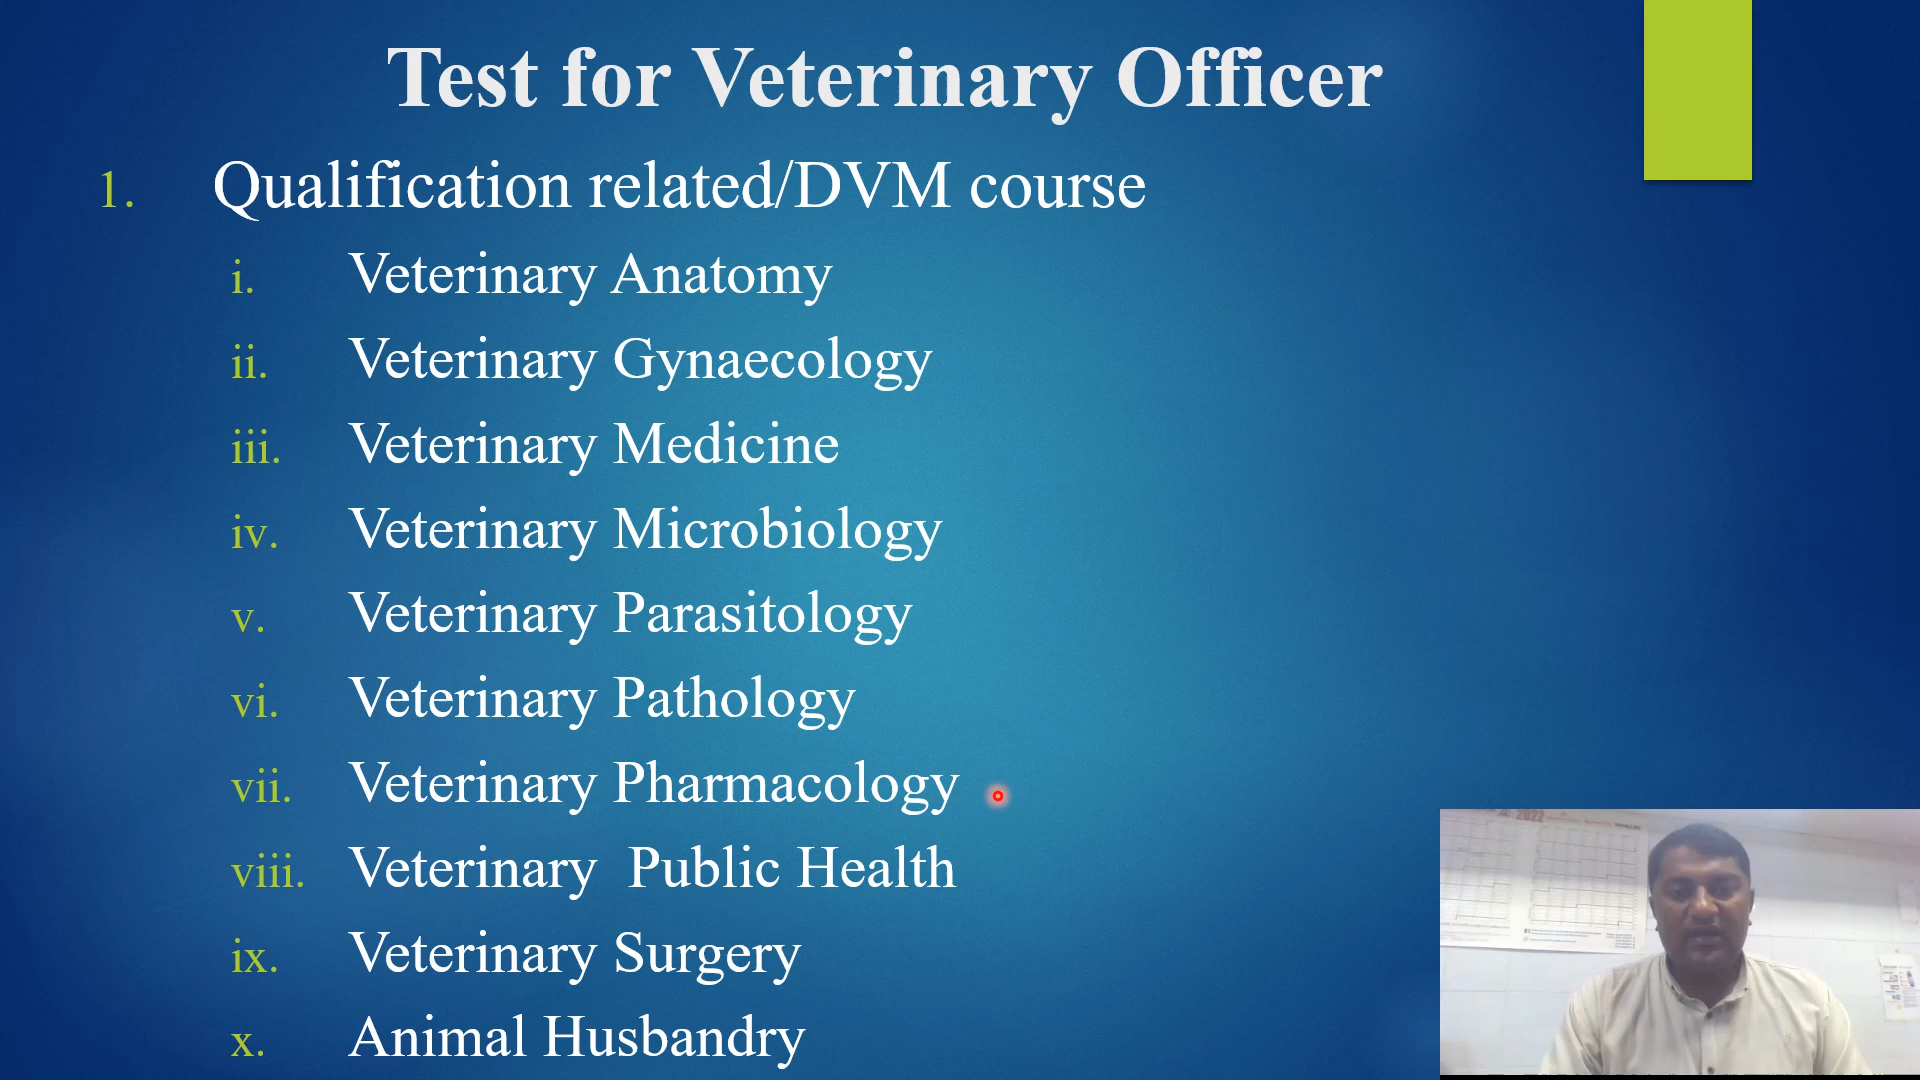 Test for Veterinary Officer
1. Qualification related/DVM course
i. Veterinary Anatomy
ii. Veterinary Gynaecology
iii. Veterinary Medicine
iv. Veterinary Microbiology
v. Veterinary Parasitology
vi. Veterinary Pathology
vii. Veterinary Pharmacology
viii. Veterinary  Public Health
ix. Veterinary Surgery
x. Animal Husbandry
2022